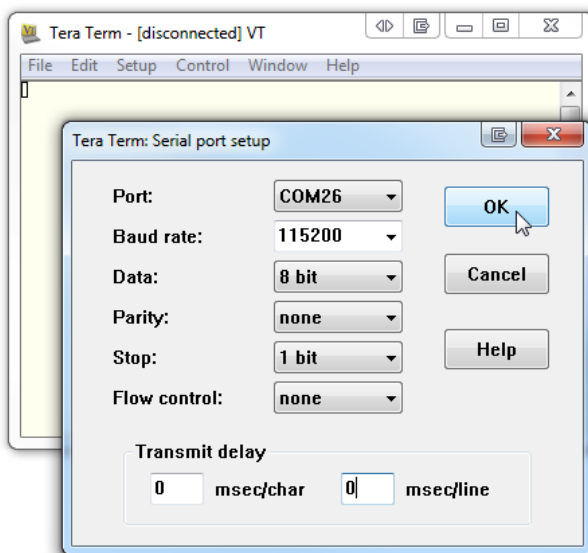 Tera Term - [disconnected] VT
File Edit Setup Control Window Help
Tera Term: Serial port setup
Port: COM26 OK
Baud rate: 115200
Data: 8 bit Cancel
Parity: none
Stop: 1 bit Help
Flow control: none
Transmit delay
0 msec/char 0 msec/line